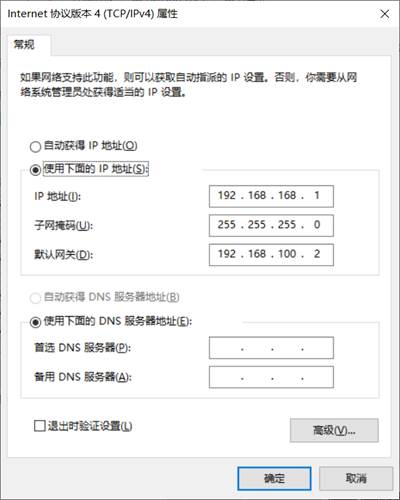 Internet 协议版本 4 (TCP/IPv4) 属性
常规
如果网络支持此功能，则可以获取自动指派的 IP 设置。否则，你需要从网
络系统管理员处获得适当的 IP 设置。
自动获得 IP 地址(O)
使用下面的 IP 地址(S):
IP 地址(I): 192 . 168 . 168 . 1
子网掩码(U): 255 . 255 . 255 . 0
默认网关(D): 192 . 168 . 100 . 2
自动获得 DNS 服务器地址(B)
使用下面的 DNS 服务器地址(E):
首选 DNS 服务器(P): . . .
备用 DNS 服务器(A): . . .
退出时验证设置(L)
高级(V)...
确定 取消